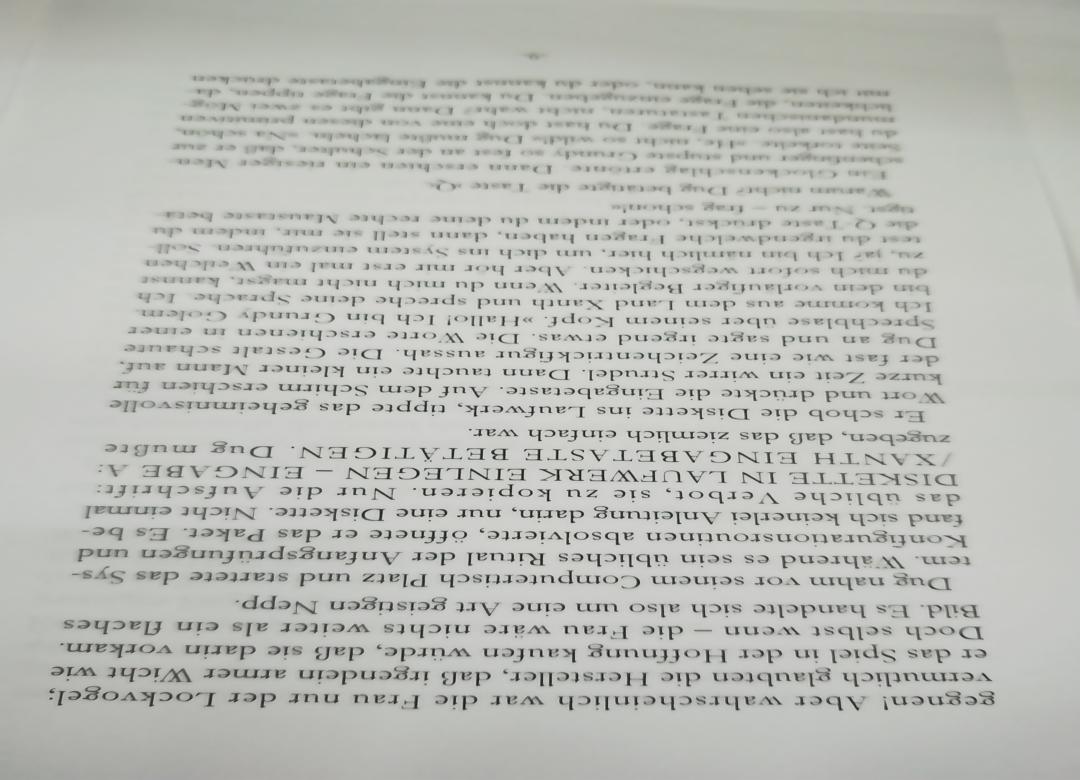 gegnen! Aber wahrscheinlich war die Frau nur der Lockvogel;
vermutlich glaubten die Hersteller, daß irgendein armer Wicht wie
er das Spiel in der Hoffnung kaufen würde, daß sie darin vorkam.
Doch selbst wenn – die Frau wäre nichts weiter als ein flaches
Bild. Es handelte sich also um eine Art geistigen Nepp.
Dug nahm vor seinem Computertisch Platz und startete das Sys-
tem. Während es sein übliches Ritual der Anfangsprüfungen und
Konfigurationsroutinen absolvierte, öffnete er das Paket. Es be-
fand sich keinerlei Anleitung darin, nur eine Diskette. Nicht einmal
das übliche Verbot, sie zu kopieren. Nur die Aufschrift:
DISKETTE IN LAUFWERK EINLEGEN – EINGABE A:
/XANTH EINGABETASTE BETÄTIGEN. Dug mußte
zugeben, daß das ziemlich einfach war.
Er schob die Diskette ins Laufwerk, tippte das geheimnisvolle
Wort und drückte die Eingabetaste. Auf dem Schirm erschien für
kurze Zeit ein wirrer Strudel. Dann tauchte ein kleiner Mann auf,
der fast wie eine Zeichentrickfigur aussah. Die Gestalt schaute
Dug an und sagte irgend etwas. Die Worte erschienen in einer
Sprechblase über seinem Kopf. »Hallo! Ich bin Grundy Golem.
Ich komme aus dem Land Xanth und spreche deine Sprache. Ich
bin dein vorläufiger Begleiter. Wenn du mich nicht magst, kannst
du mich sofort wegschicken. Aber hör mir erst mal ein Weilchen
zu, ja? Ich bin nämlich hier, um dich ins System einzuführen. Soll-
test du irgendwelche Fragen haben, dann stell sie mir, indem du
die Q-Taste drückst, oder indem du deine rechte Maustaste betä-
tigst. Nur zu – frag schon!«
Warum nicht? Dug betätigte die Taste ›Q‹.
Ein Glockenschlag ertönte. Dann erschien ein riesiger Men-
schenfinger und stupste Grundy so fest an der Schulter, daß er zur
Seite torkelte. »He, nicht so wild!« Dug mußte lächeln. »Na schön,
du hast also eine Frage. Du hast doch eine von diesen primitiven
mundanischen Tastaturen, nicht wahr? Dann gibt es zwei Mög-
lichkeiten, die Frage einzugeben. Du kannst die Frage tippen, da-
mit ich sie sehen kann, oder du kannst die Eingabetaste drücken